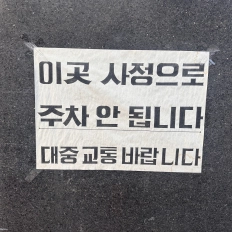 이곳 사정으로
주차 안 됩니다
대중교통 바랍니다